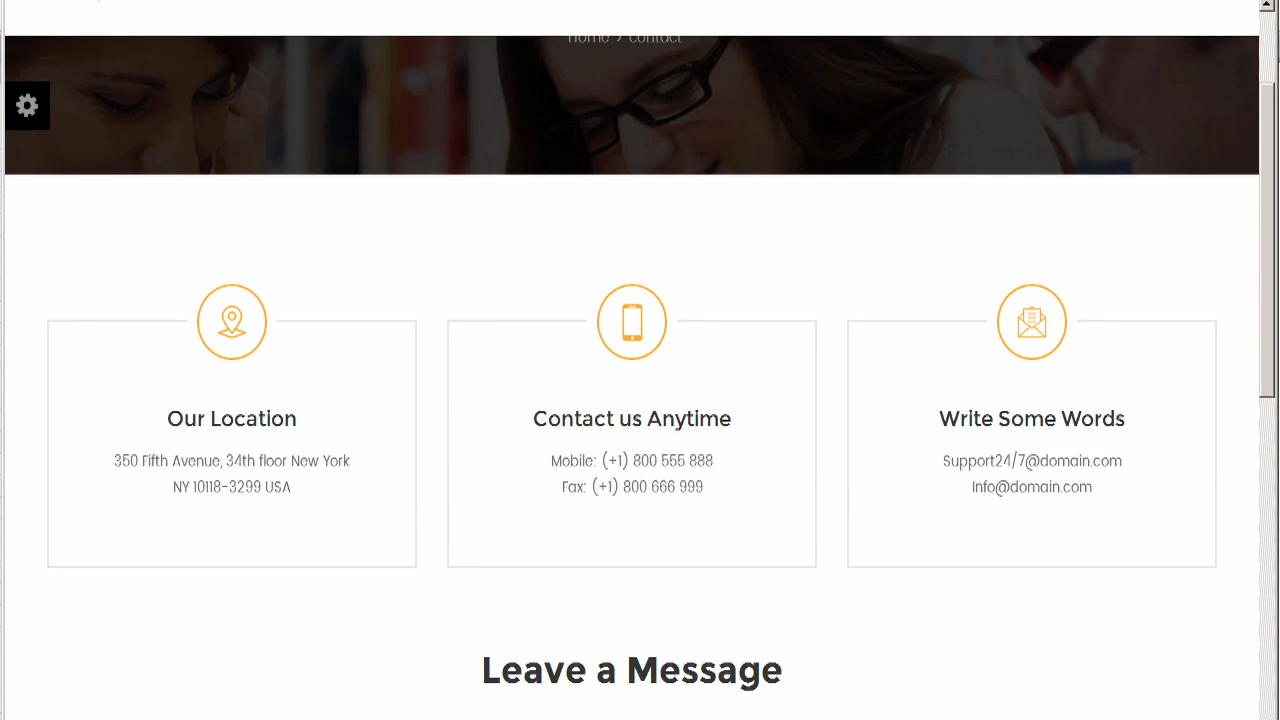 home > contact
Our Location
350 Fifth Avenue, 34th floor New York
NY 10118-3299 USA
Contact us Anytime
Mobile: (+1) 800 555 888
Fax: (+1) 800 666 999
Write Some Words
Support24/7@domain.com
Info@domain.com
Leave a Message